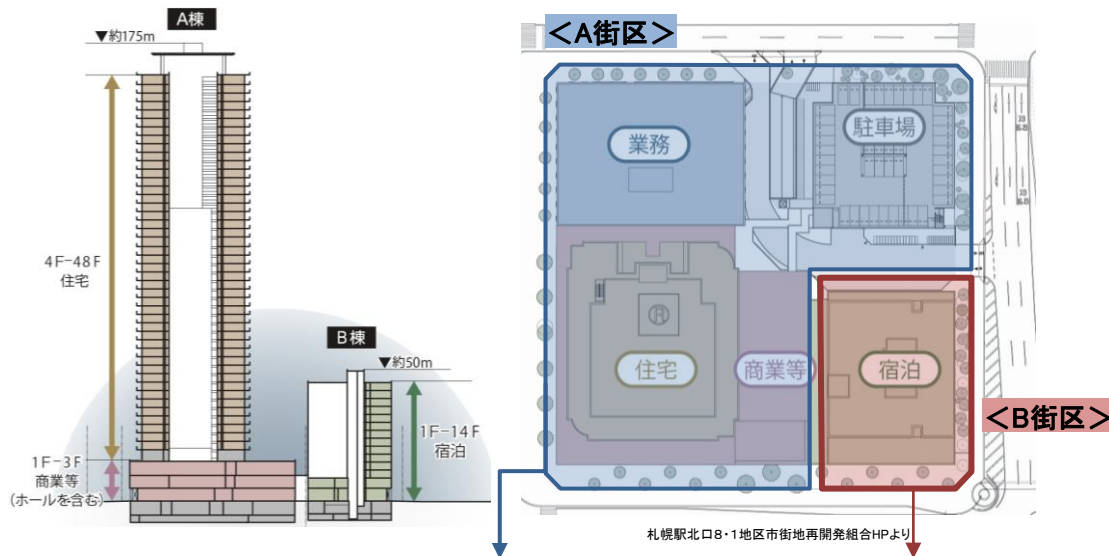 A棟
▼約175m
4F-48F
住宅
1F-3F
商業等
(ホールを含む)
B棟
▼約50m
1F-14F
宿泊
＜A街区＞
業務
駐車場
住宅
商業等
宿泊
＜B街区＞
札幌駅北口8・1地区市街地再開発組合HPより